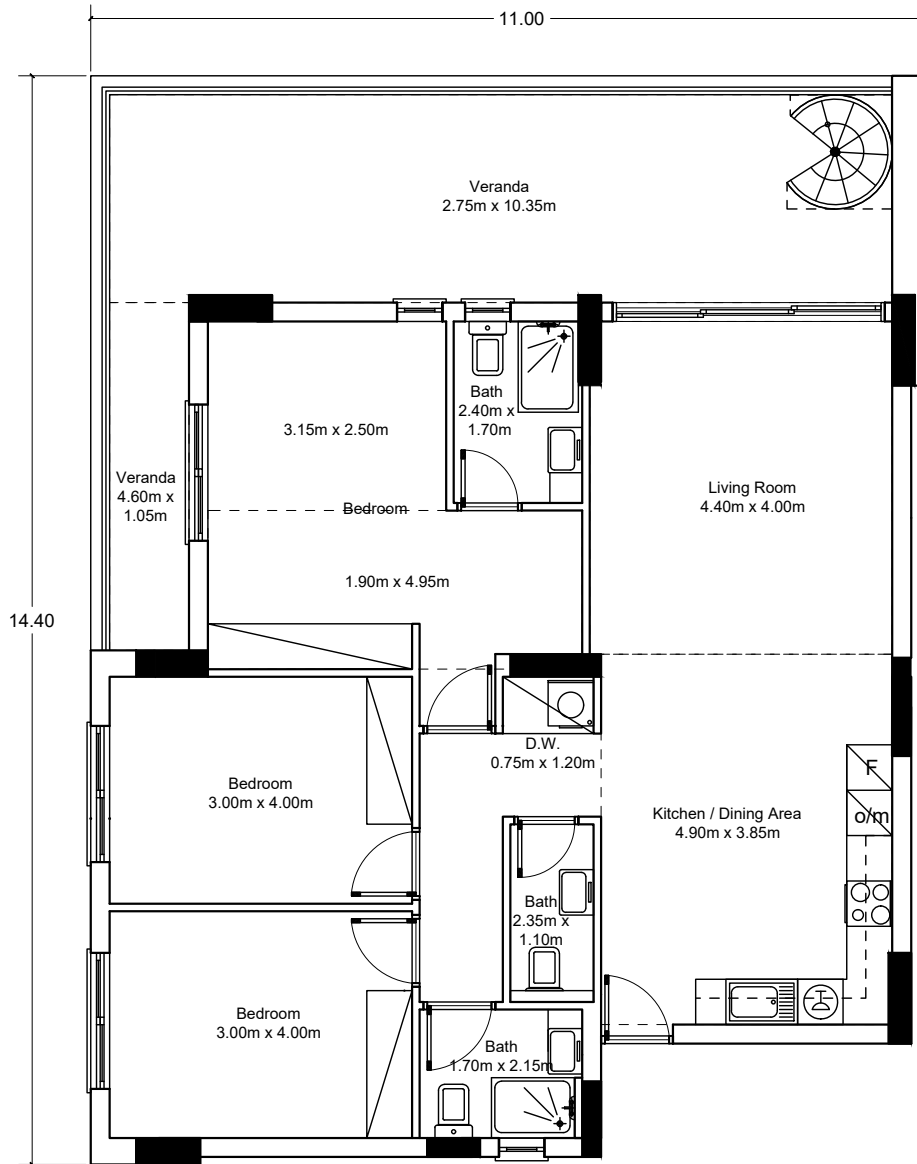 11.00
14.40
Veranda
2.75m x 10.35m
Bath
2.40m x
1.70m
3.15m x 2.50m
Veranda
4.60m x
1.05m
Bedroom
Living Room
4.40m x 4.00m
1.90m x 4.95m
D.W.
0.75m x 1.20m
F
o/m
Bedroom
3.00m x 4.00m
Kitchen / Dining Area
4.90m x 3.85m
Bath
2.35m x
1.10m
Bedroom
3.00m x 4.00m
Bath
1.70m x 2.15m